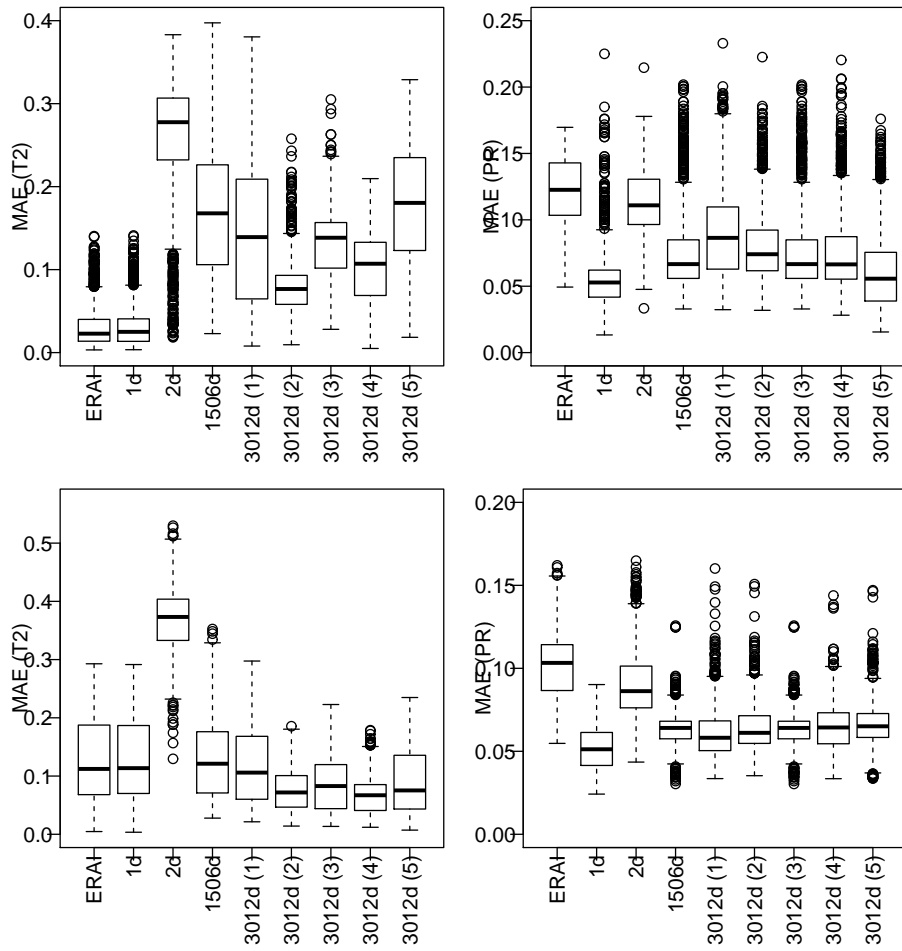 MAE (T2)
0.4
0.3
0.2
0.1
0.0
ERAI
1d
2d
1506d
3012d (1)
3012d (2)
3012d (3)
3012d (4)
3012d (5)
MAE (PR)
0.25
0.20
0.15
0.10
0.05
0.00
ERAI
1d
2d
1506d
3012d (1)
3012d (2)
3012d (3)
3012d (4)
3012d (5)
MAE (T2)
0.5
0.4
0.3
0.2
0.1
0.0
ERAI
1d
2d
1506d
3012d (1)
3012d (2)
3012d (3)
3012d (4)
3012d (5)
MAE (PR)
0.20
0.15
0.10
0.05
0.00
ERAI
1d
2d
1506d
3012d (1)
3012d (2)
3012d (3)
3012d (4)
3012d (5)